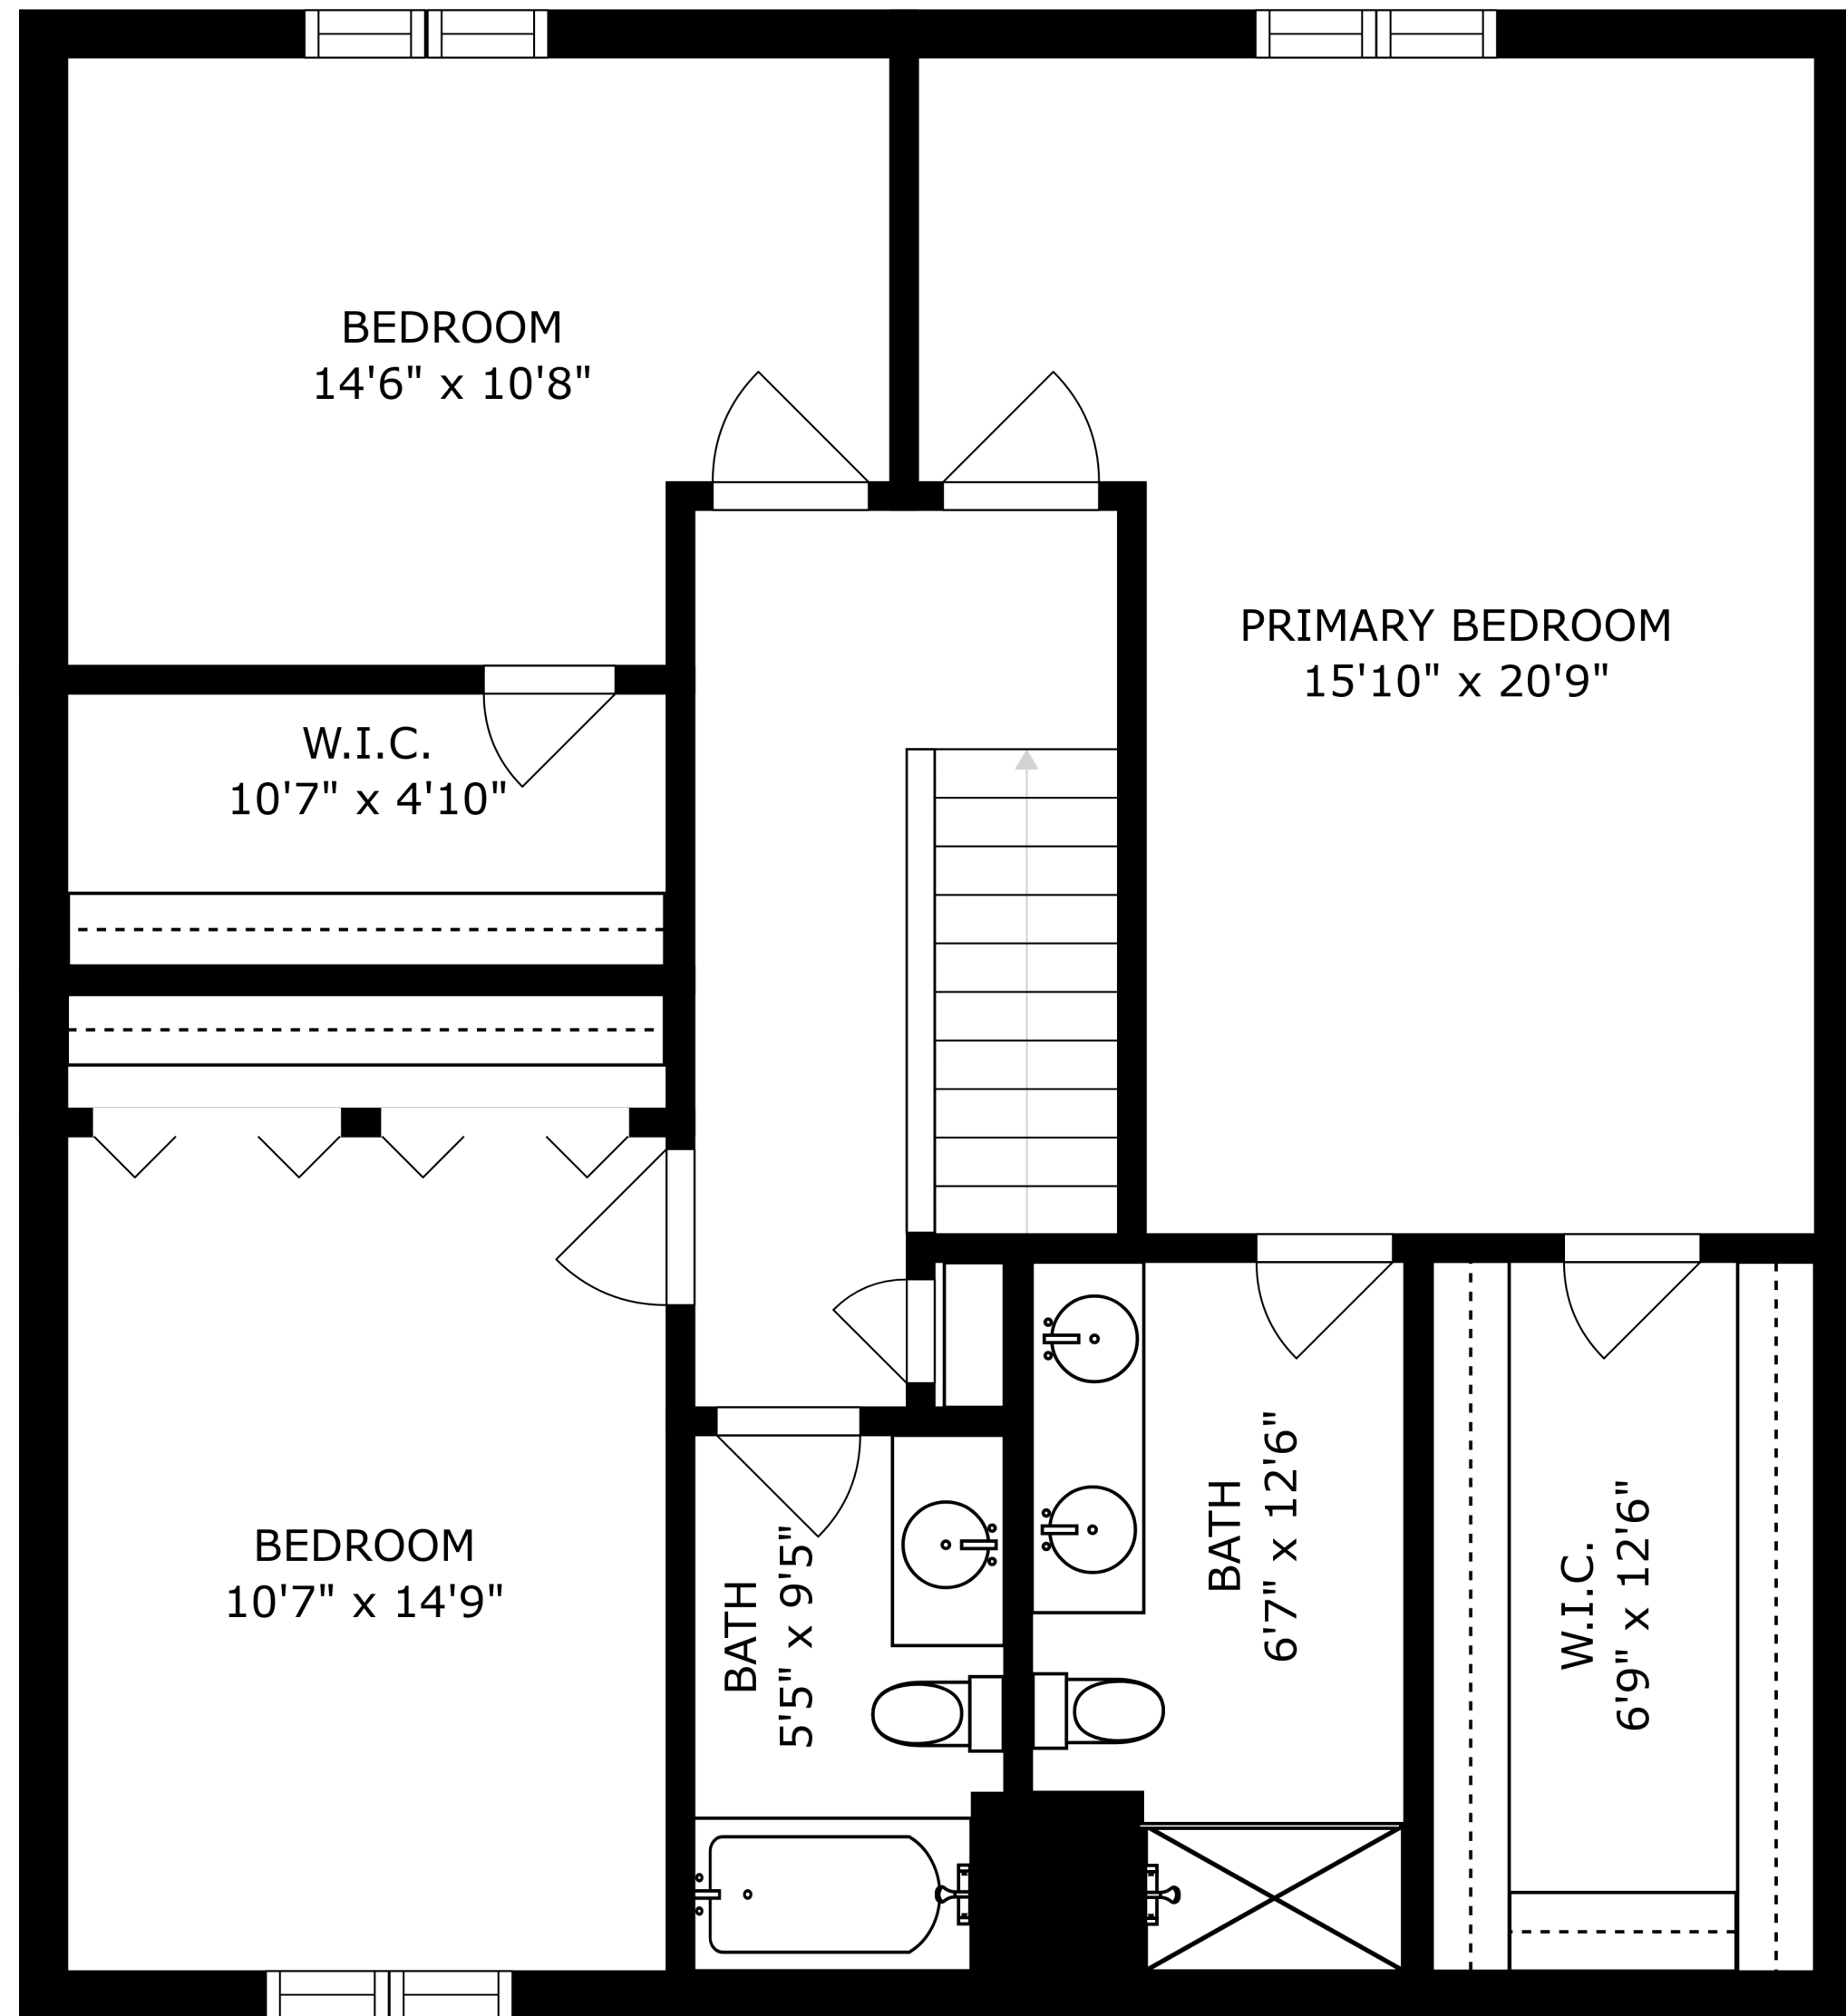 BEDROOM
14'6" x 10'8"
PRIMARY BEDROOM
15'10" x 20'9"
W.I.C.
10'7" x 4'10"
BEDROOM
10'7" x 14'9"
BATH
5'5" x 9'5"
BATH
6'7" x 12'6"
W.I.C.
6'9" x 12'6"